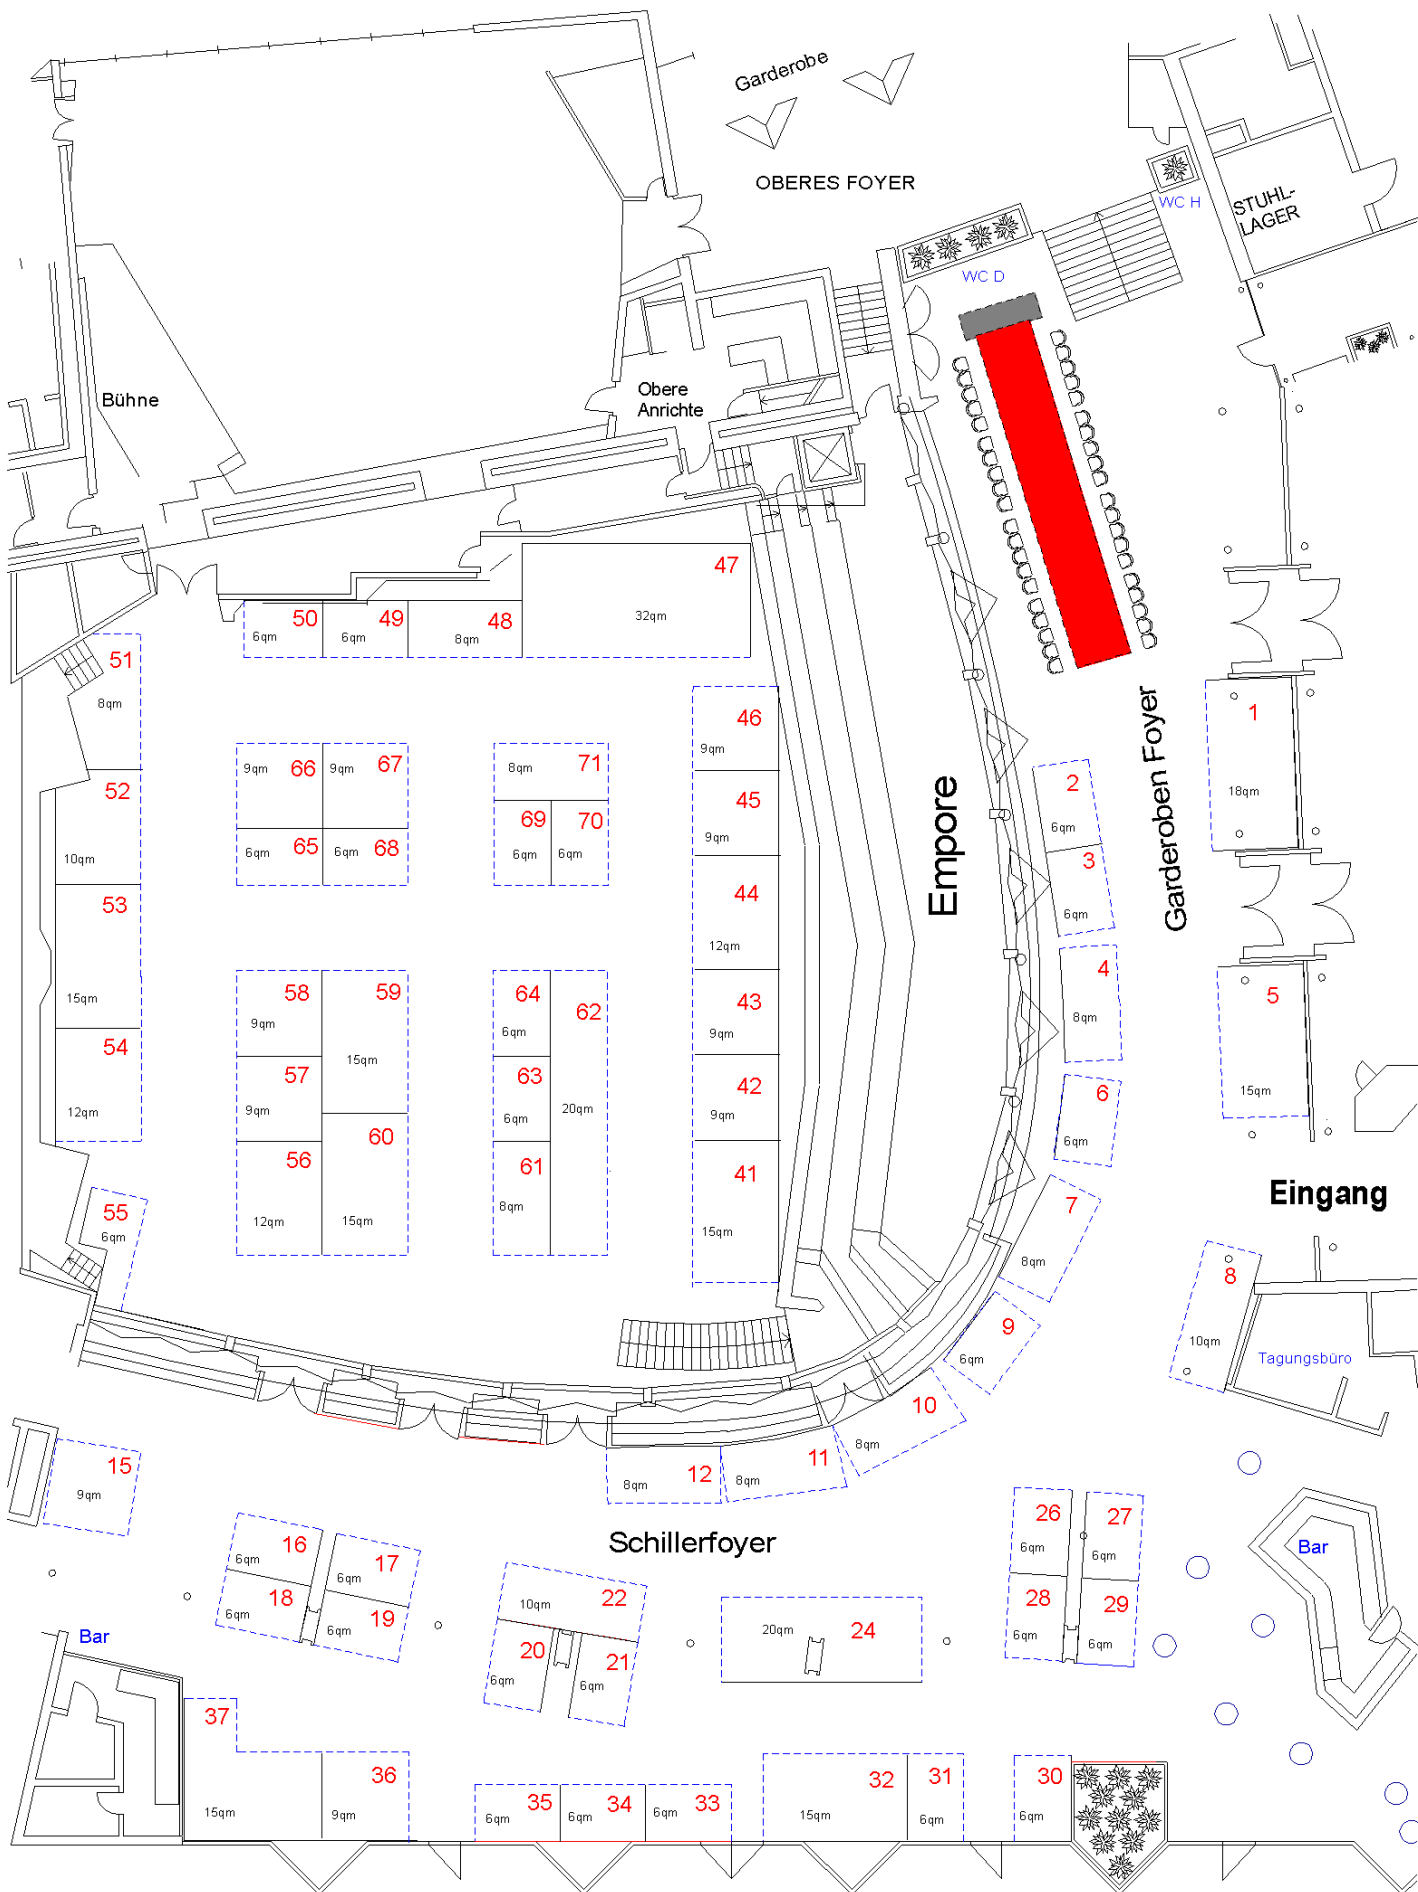 Garderobe
OBERES FOYER
WC H
STUHL-
LAGER
WC D
Bühne
Obere
Anrichte
47
32qm
50
6qm
49
6qm
48
8qm
51
8qm
46
9qm
1
18qm
Garderoben Foyer
Empore
66
9qm
67
9qm
71
8qm
2
6qm
52
10qm
45
9qm
69
6qm
70
6qm
65
6qm
68
6qm
3
6qm
53
15qm
44
12qm
4
8qm
5
15qm
58
9qm
59
15qm
64
6qm
62
20qm
43
9qm
54
12qm
57
9qm
63
6qm
42
9qm
6
6qm
60
15qm
56
12qm
61
8qm
41
15qm
7
8qm
Eingang
55
6qm
8
10qm
9
6qm
Tagungsbüro
10
8qm
11
8qm
12
8qm
15
9qm
Schillerfoyer
26
6qm
27
6qm
Bar
16
6qm
17
6qm
18
6qm
19
6qm
22
10qm
20
6qm
21
6qm
24
20qm
28
6qm
29
6qm
Bar
37
15qm
36
9qm
35
6qm
34
6qm
33
6qm
32
15qm
31
6qm
30
6qm